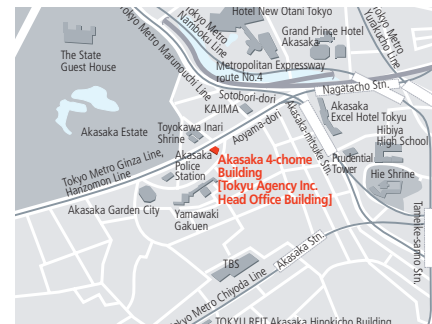 Hotel New Otani Tokyo
Tokyo Metro
Namboku Line
Grand Prince Hotel
Akasaka
Tokyo Metro
Yurakucho Line
The State
Guest House
Tokyo Metro Marunouchi Line
Metropolitan Expressway
route No.4
Nagatacho Stn.
Sotobori-dori
KAJIMA
Akasaka
Excel Hotel Tokyu
Toyokawa Inari
Shrine
Aoyama-dori
Akasaka-mitsuke Stn.
Hibiya
High School
Akasaka Estate
Tokyo Metro Ginza Line,
Hanzomon Line
Akasaka
Police
Station
Akasaka 4-chome
Building
[Tokyu Agency Inc.
Head Office Building]
Prudential
Tower
Hie Shrine
Akasaka Garden City
Yamawaki
Gakuen
Tameike-sanno Stn.
Akasaka Stn.
TBS
Tokyo Metro Chiyoda Line
TOKYU REIT Akasaka Hinokicho Building